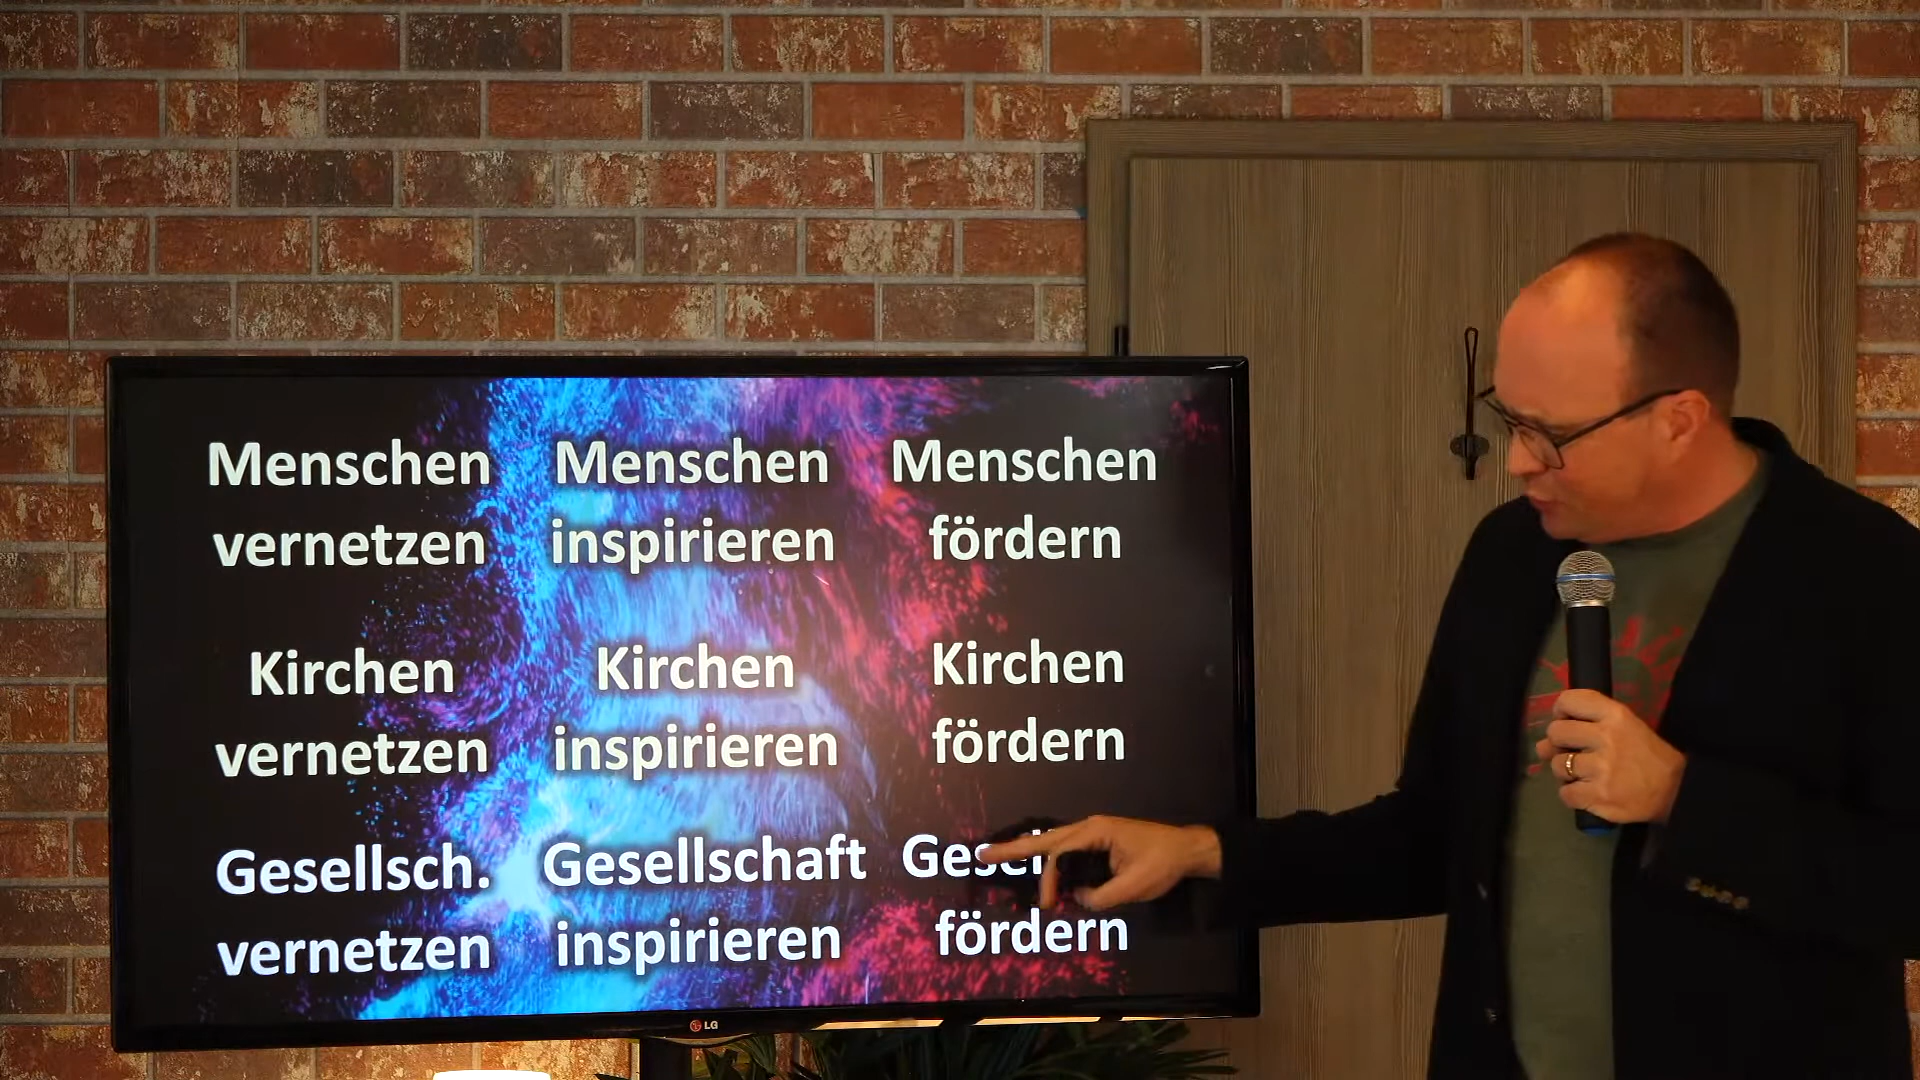 Menschen Menschen Menschen
vernetzen inspirieren fördern
Kirchen Kirchen Kirchen
vernetzen inspirieren fördern
Gesellsch. Gesellschaft
vernetzen inspirieren fördern
LG